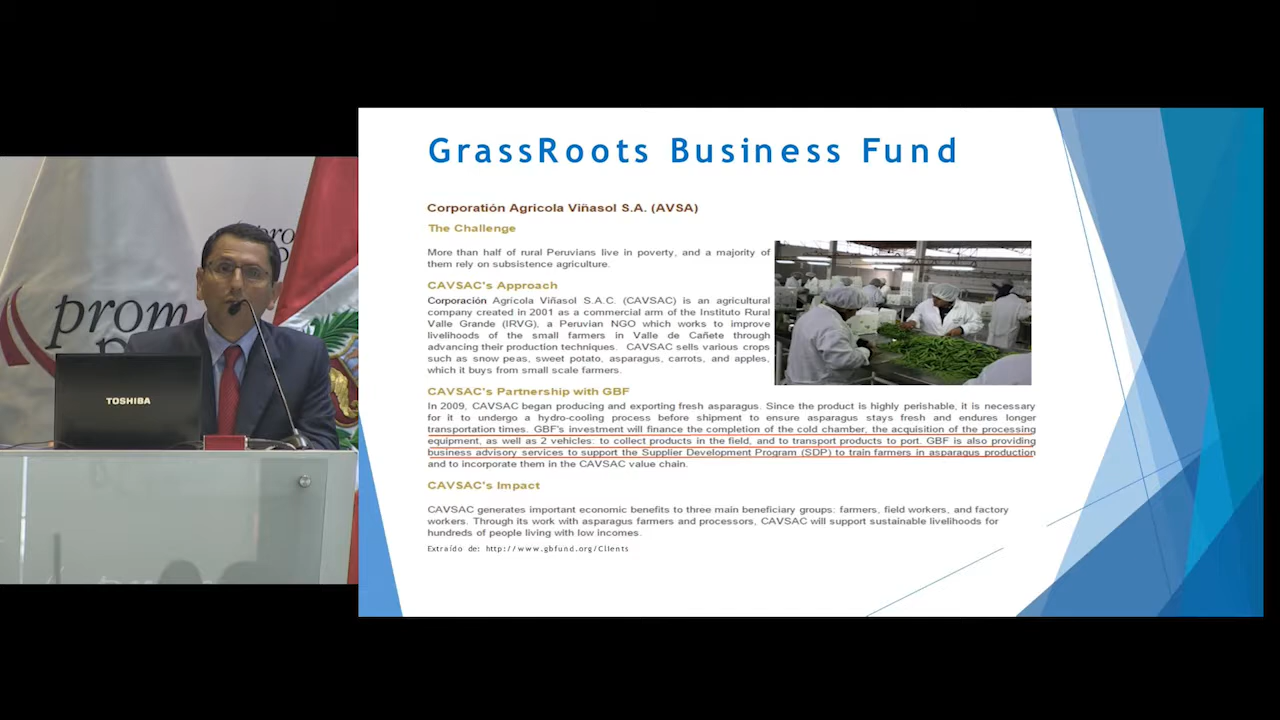 GrassRoots Business Fund
Corporatión Agricola Viñasol S.A. (AVSA)
The Challenge
More than half of rural Peruvians live in poverty, and a majority of
them rely on subsistence agriculture.
CAVSAC's Approach
Corporación Agrícola Viñasol S.A.C. (CAVSAC) is an agricultural
company created in 2001 as a commercial arm of the Instituto Rural
Valle Grande (IRVG), a Peruvian NGO which works to improve
livelihoods of the small farmers in Valle de Cañete through
advancing their production techniques. CAVSAC sells various crops
such as snow peas, sweet potato, asparagus, carrots, and apples,
which it buys from small scale farmers.
CAVSAC's Partnership with GBF
In 2009, CAVSAC began producing and exporting fresh asparagus. Since the product is highly perishable, it is necessary
for it to undergo a hydro-cooling process before shipment to ensure asparagus stays fresh and endures longer
transportation times. GBF's investment will finance the completion of the cold chamber, the acquisition of the processing
equipment, as well as 2 vehicles: to collect products in the field, and to transport products to port. GBF is also providing
business advisory services to support the Supplier Development Program (SDP) to train farmers in asparagus production
and to incorporate them in the CAVSAC value chain.
CAVSAC's Impact
CAVSAC generates important economic benefits to three main beneficiary groups: farmers, field workers, and factory
workers. Through its work with asparagus farmers and processors, CAVSAC will support sustainable livelihoods for
hundreds of people living with low incomes.
Extraído de: http://www.gbfund.org/Clients
prom
pro
TOSHIBA